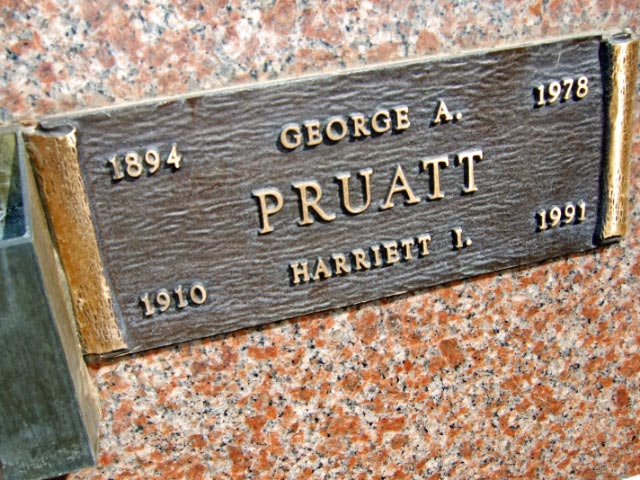 1894 GEORGE A. 1978
PRUATT
1910 HARRIETT I. 1991